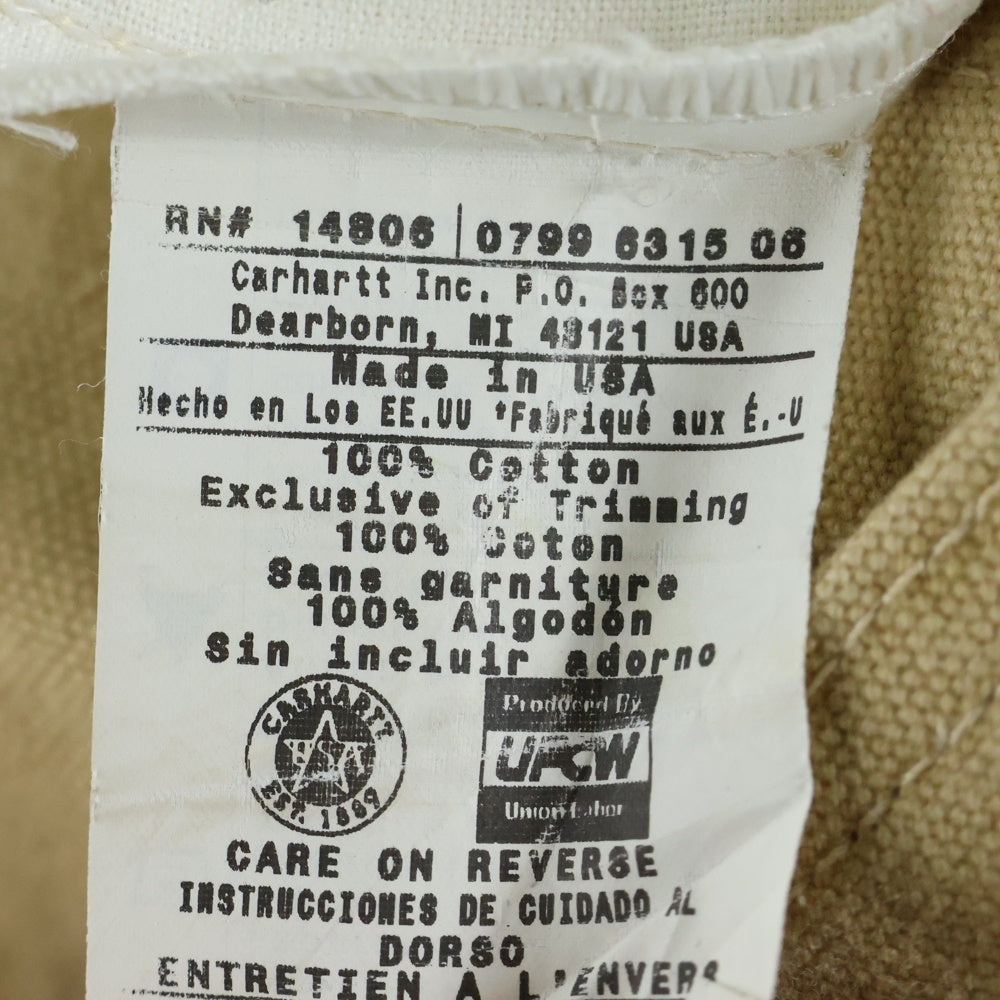 RN# 14806 | 0799 6315 06
Carhartt Inc. P.O. Box 600
Dearborn, MI 48121 USA
Made in USA
Hecho en Los EE.UU *Fabriqué aux É.-U
100% Cotton
Exclusive of Trimming
100% Coton
Sans garniture
100% Algodón
Sin incluir adorno
CARHARTT
USA
EST. 1889
Produced By
UFCW
Union Labor
CARE ON REVERSE
INSTRUCCIONES DE CUIDADO AL
DORSO
ENTRETIEN A L'ENVERS